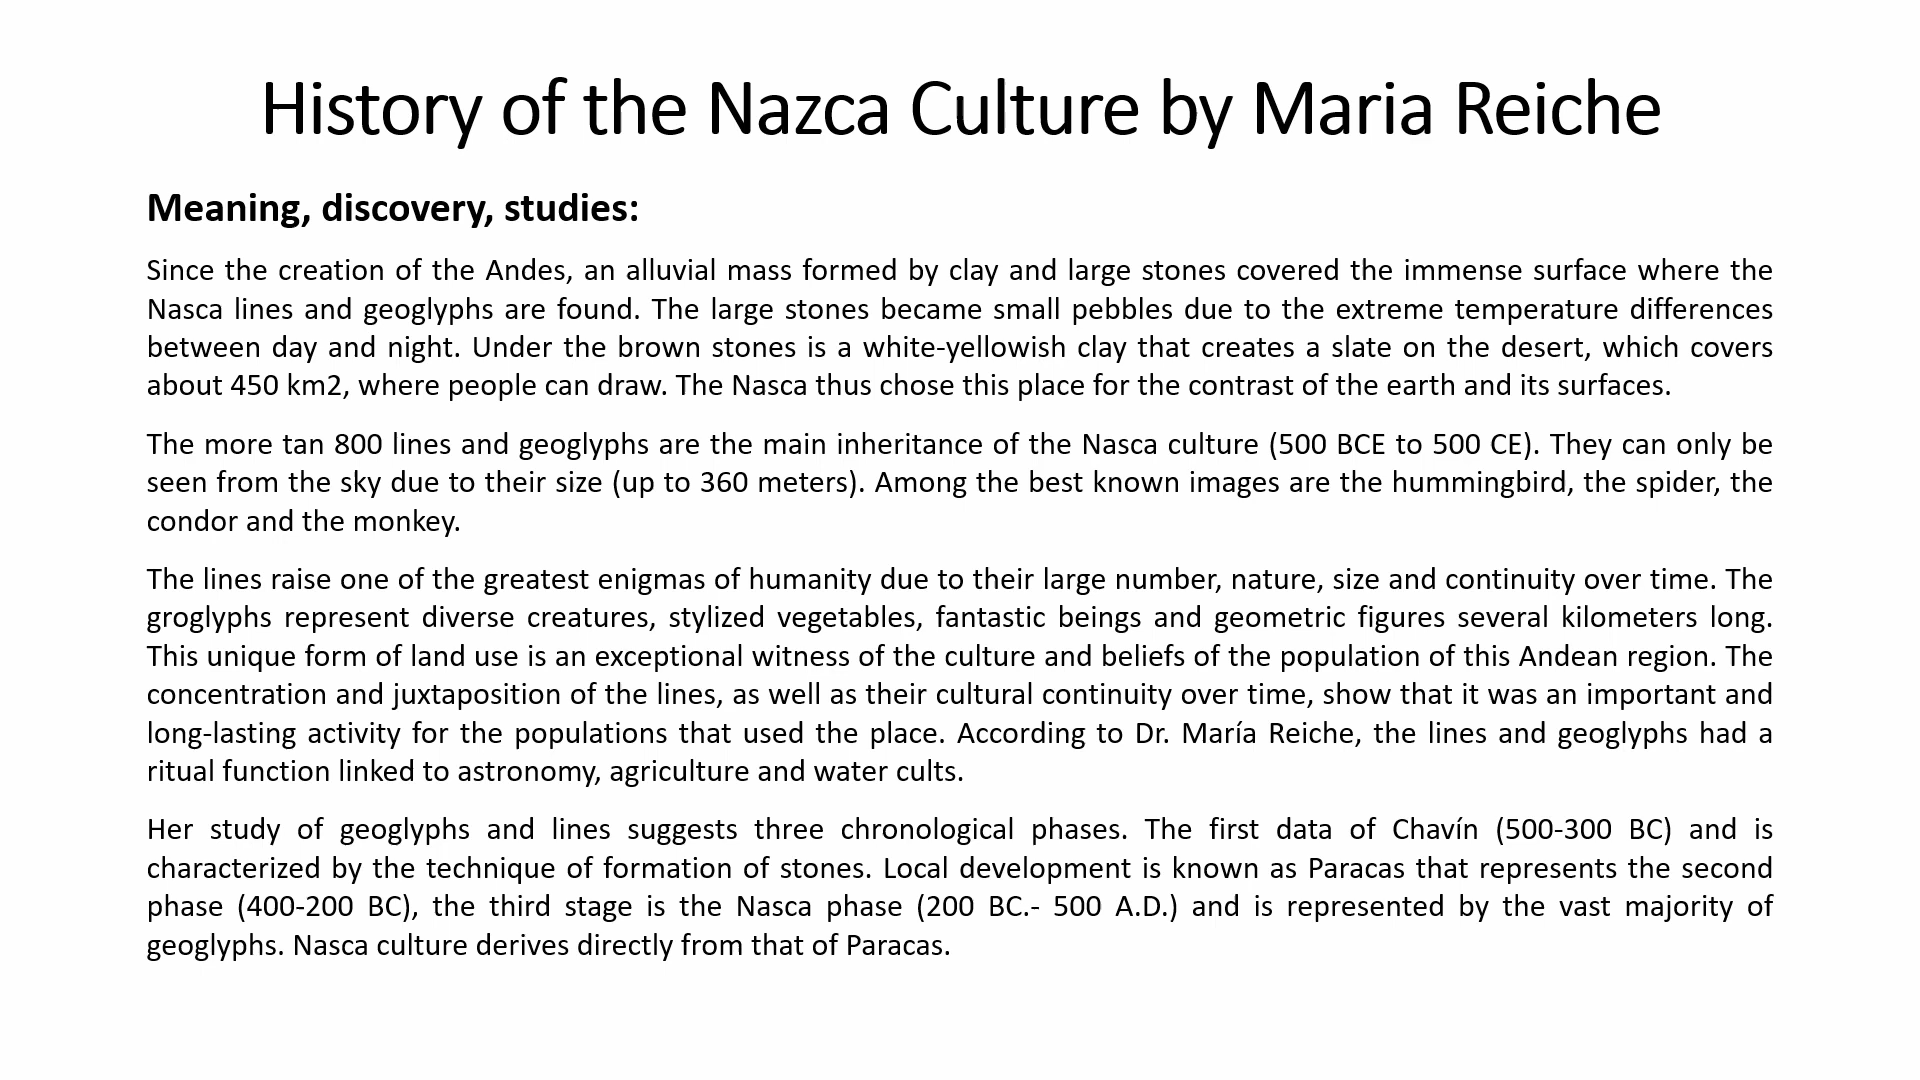 History of the Nazca Culture by Maria Reiche
Meaning, discovery, studies:
Since the creation of the Andes, an alluvial mass formed by clay and large stones covered the immense surface where the
Nasca lines and geoglyphs are found. The large stones became small pebbles due to the extreme temperature differences
between day and night. Under the brown stones is a white-yellowish clay that creates a slate on the desert, which covers
about 450 km2, where people can draw. The Nasca thus chose this place for the contrast of the earth and its surfaces.
The more tan 800 lines and geoglyphs are the main inheritance of the Nasca culture (500 BCE to 500 CE). They can only be
seen from the sky due to their size (up to 360 meters). Among the best known images are the hummingbird, the spider, the
condor and the monkey.
The lines raise one of the greatest enigmas of humanity due to their large number, nature, size and continuity over time. The
groglyphs represent diverse creatures, stylized vegetables, fantastic beings and geometric figures several kilometers long.
This unique form of land use is an exceptional witness of the culture and beliefs of the population of this Andean region. The
concentration and juxtaposition of the lines, as well as their cultural continuity over time, show that it was an important and
long-lasting activity for the populations that used the place. According to Dr. María Reiche, the lines and geoglyphs had a
ritual function linked to astronomy, agriculture and water cults.
Her study of geoglyphs and lines suggests three chronological phases. The first data of Chavín (500-300 BC) and is
characterized by the technique of formation of stones. Local development is known as Paracas that represents the second
phase (400-200 BC), the third stage is the Nasca phase (200 BC.- 500 A.D.) and is represented by the vast majority of
geoglyphs. Nasca culture derives directly from that of Paracas.